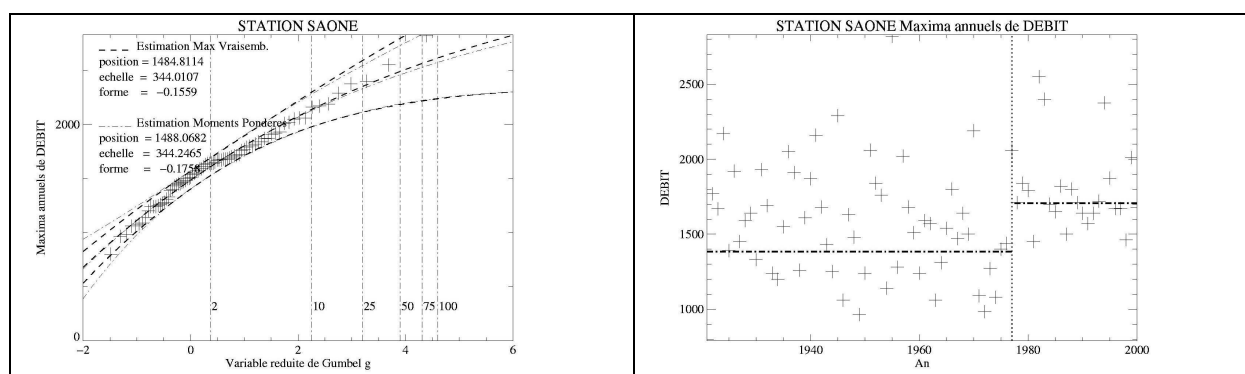 STATION SAONE
Estimation Max Vraisemb.
position = 1484.8114
echelle = 344.0107
forme = −0.1559
Estimation Moments Ponderes
position = 1488.0682
echelle = 344.2465
forme = −0.1758
Maxima annuels de DEBIT
2000
0
2
10
25
50
75
100
−2
0
2
4
6
Variable reduite de Gumbel g
STATION SAONE Maxima annuels de DEBIT
DEBIT
2500
2000
1500
1000
1940
1960
1980
2000
An